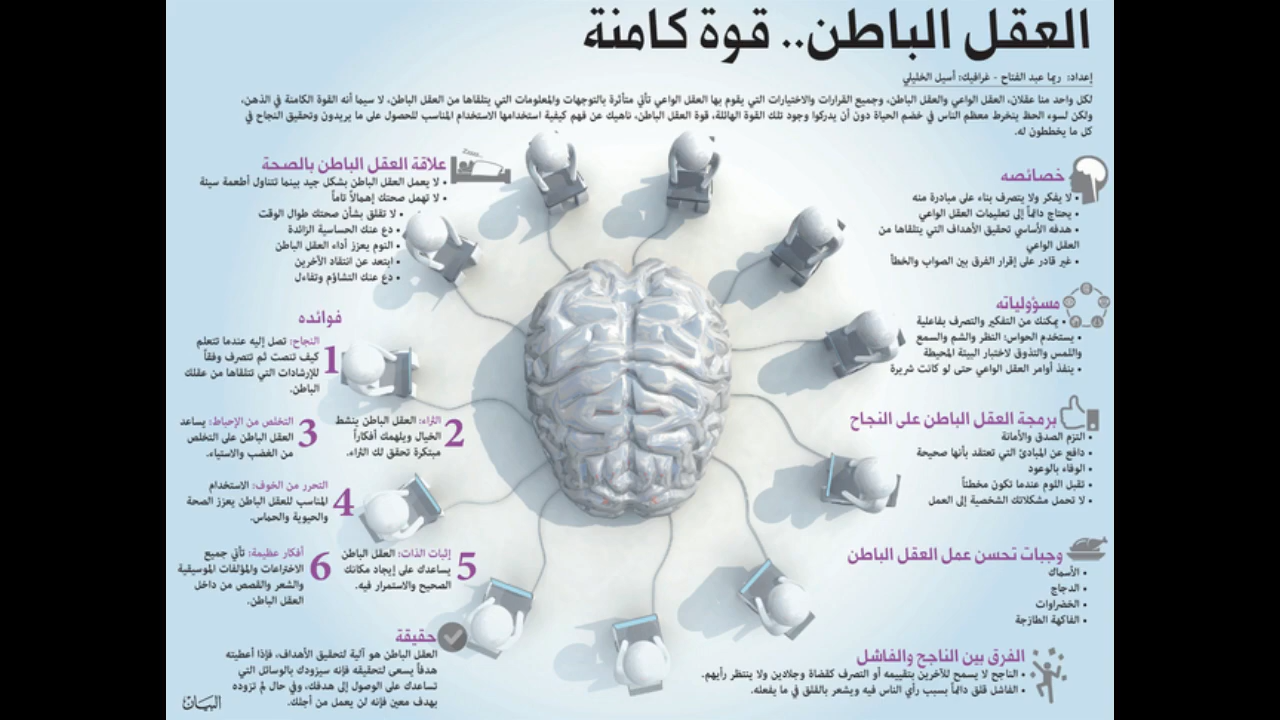 العقل الباطن.. قوة كامنة
إعداد: ريما عبد الفتاح - غرافيك: أسيل الخليلي
لكل واحد منا عقلان، العقل الواعي والعقل الباطن، وجميع القرارات والاختيارات التي يقوم بها العقل الواعي تأتي متأثرة بالتوجهات والمعلومات التي يتلقاها من العقل الباطن، لا سيما أنه القوة الكامنة في الذهن،
ولكن لسوء الحظ ينخرط معظم الناس في خضم الحياة دون أن يدركوا وجود تلك القوة الهائلة، قوة العقل الباطن، ناهيك عن فهم كيفية استخدامها الاستخدام المناسب للحصول على ما يريدون وتحقيق النجاح في
كل ما يخططون له.
خصائصه
• لا يفكر ولا يتصرف بناء على مبادرة منه
• يحتاج دائماً إلى تعليمات العقل الواعي
• هدفه الأساسي تحقيق الأهداف التي يتلقاها من
العقل الواعي
• غير قادر على إقرار الفرق بين الصواب والخطأ
مسؤولياته
• يمكنك من التفكير والتصرف بفاعلية
• يستخدم الحواس: النظر والشم والسمع
واللمس والتذوق لاختبار البيئة المحيطة
• ينفذ أوامر العقل الواعي حتى لو كانت شريرة
برمجة العقل الباطن على النجاح
• التزم الصدق والأمانة
• دافع عن المبادئ التي تعتقد بأنها صحيحة
• الوفاء بالوعود
• تقبل اللوم عندما تكون مخطئاً
• لا تحمل مشكلاتك الشخصية إلى العمل
وجبات تحسن عمل العقل الباطن
• الأسماك
• الدجاج
• الخضراوات
• الفاكهة الطازجة
الفرق بين الناجح والفاشل
• الناجح لا يسمح للآخرين بتقييمه أو التصرف كقضاة وجلادين ولا ينتظر رأيهم.
• الفاشل قلق دائماً بسبب رأي الناس فيه ويشعر بالقلق في ما يفعله.
Zzzz..
علاقة العقل الباطن بالصحة
• لا يعمل العقل الباطن بشكل جيد بينما تتناول أطعمة سيئة
• لا تهمل صحتك إهمالاً تاماً
• لا تقلق بشأن صحتك طوال الوقت
• دع عنك الحساسية الزائدة
• النوم يعزز أداء العقل الباطن
• ابتعد عن انتقاد الآخرين
• دع عنك التشاؤم وتفاءل
فوائده
1 النجاح: تصل إليه عندما تتعلم
كيف تنصت ثم تتصرف وفقاً
للإرشادات التي تتلقاها من عقلك
الباطن.
2 الثراء: العقل الباطن ينشط
الخيال ويلهمك أفكاراً
مبتكرة تحقق لك الثراء.
3 التخلص من الإحباط: يساعد
العقل الباطن على التخلص
من الغضب والاستياء.
4 التحرر من الخوف: الاستخدام
المناسب للعقل الباطن يعزز الصحة
والحيوية والحماس.
5 إثبات الذات: العقل الباطن
يساعدك على إيجاد مكانك
الصحيح والاستمرار فيه.
6 أفكار عظيمة: تأتي جميع
الاختراعات والمؤلفات الموسيقية
والشعر والقصص من داخل
العقل الباطن.
حقيقة
العقل الباطن هو آلية لتحقيق الأهداف، فإذا أعطيته
هدفاً يسعى لتحقيقه فإنه سيزودك بالوسائل التي
تساعدك على الوصول إلى هدفك، وفي حال لم تزوده
بهدف معين فإنه لن يعمل من أجلك.
البيان